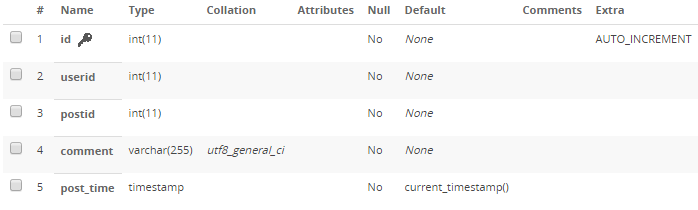 # Name Type Collation Attributes Null Default Comments Extra
1 id int(11) No None AUTO_INCREMENT
2 userid int(11) No None
3 postid int(11) No None
4 comment varchar(255) utf8_general_ci No None
5 post_time timestamp No current_timestamp()